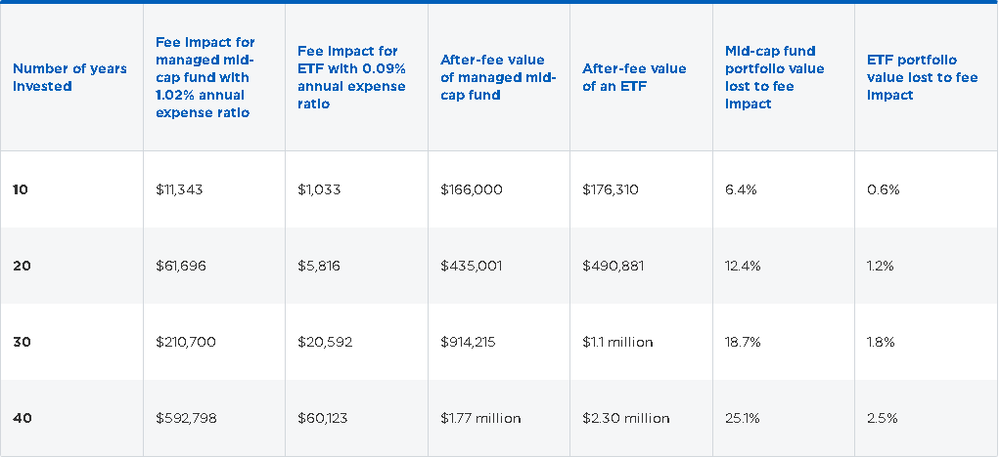 Number of years
invested
Fee impact for
managed mid-
cap fund with
1.02% annual
expense ratio
Fee impact for
ETF with 0.09%
annual expense
ratio
After-fee value
of managed mid-
cap fund
After-fee value
of an ETF
Mid-cap fund
portfolio value
lost to fee
impact
ETF portfolio
value lost to fee
impact
10 $11,343 $1,033 $166,000 $176,310 6.4% 0.6%
20 $61,696 $5,816 $435,001 $490,881 12.4% 1.2%
30 $210,700 $20,592 $914,215 $1.1 million 18.7% 1.8%
40 $592,798 $60,123 $1.77 million $2.30 million 25.1% 2.5%